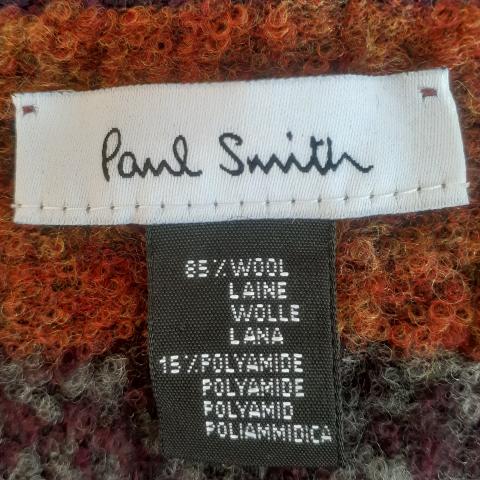 Paul Smith
85% WOOL
LAINE
WOLLE
LANA
15% POLYAMIDE
POLYAMIDE
POLYAMID
POLIAMMIDICA